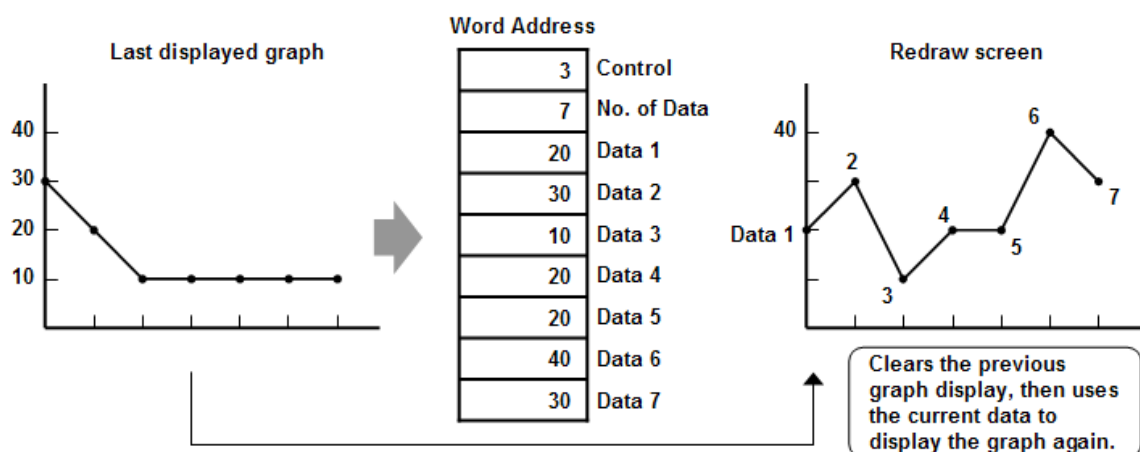 Word Address
Last displayed graph
Redraw screen
40
30
20
10
3 Control
7 No. of Data
20 Data 1
30 Data 2
10 Data 3
20 Data 4
20 Data 5
40 Data 6
30 Data 7
40
Data 1
2
3
4
5
6
7
Clears the previous
graph display, then uses
the current data to
display the graph again.